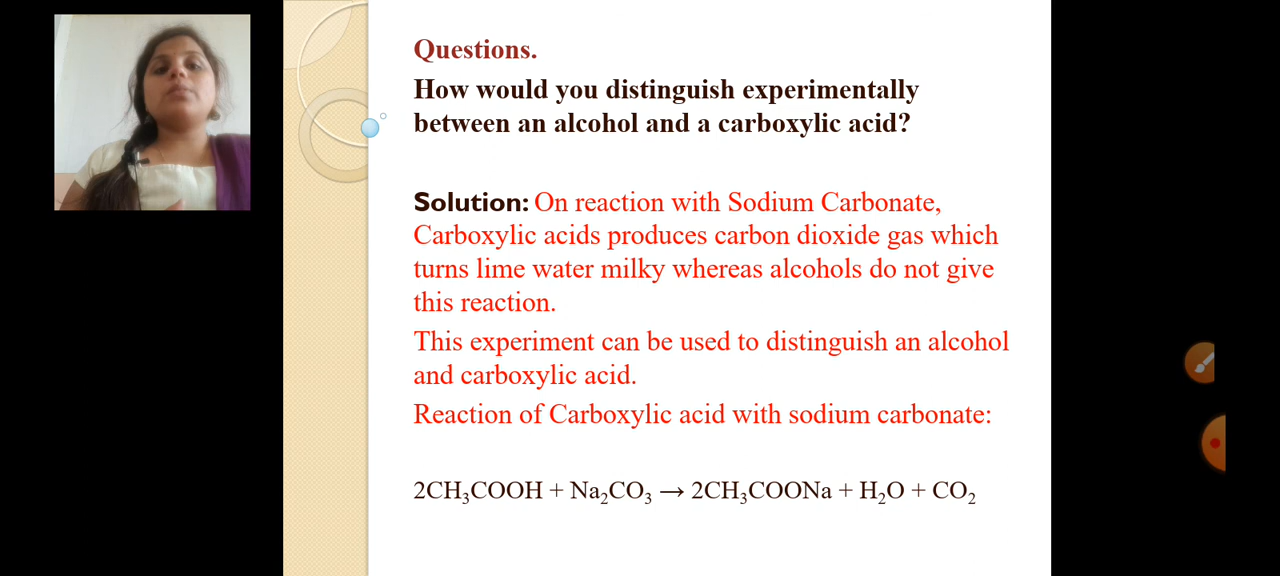 Questions.
How would you distinguish experimentally
between an alcohol and a carboxylic acid?
Solution: On reaction with Sodium Carbonate,
Carboxylic acids produces carbon dioxide gas which
turns lime water milky whereas alcohols do not give
this reaction.
This experiment can be used to distinguish an alcohol
and carboxylic acid.
Reaction of Carboxylic acid with sodium carbonate:
2CH₃COOH + Na₂CO₃ → 2CH₃COONa + H₂O + CO₂